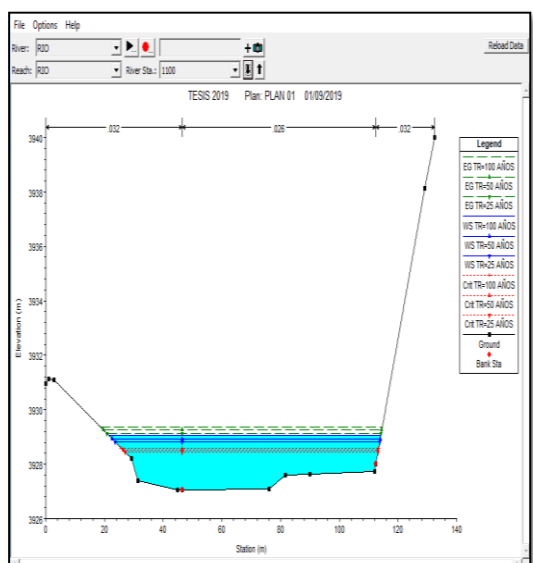 File Options Help
River: RIO
Reload Data
Reach: RIO River Sta.: 1100
TESIS 2019 Plan: PLAN 01 01/09/2019
.032 .026 .032
3940
3938
3936
3934
3932
3930
3928
3926
Elevation (m)
0 20 40 60 80 100 120 140
Station (m)
Legend
EG TR=100 AÑOS
EG TR=50 AÑOS
EG TR=25 AÑOS
WS TR=100 AÑOS
WS TR=50 AÑOS
WS TR=25 AÑOS
Crit TR=100 AÑOS
Crit TR=50 AÑOS
Crit TR=25 AÑOS
Ground
Bank Sta